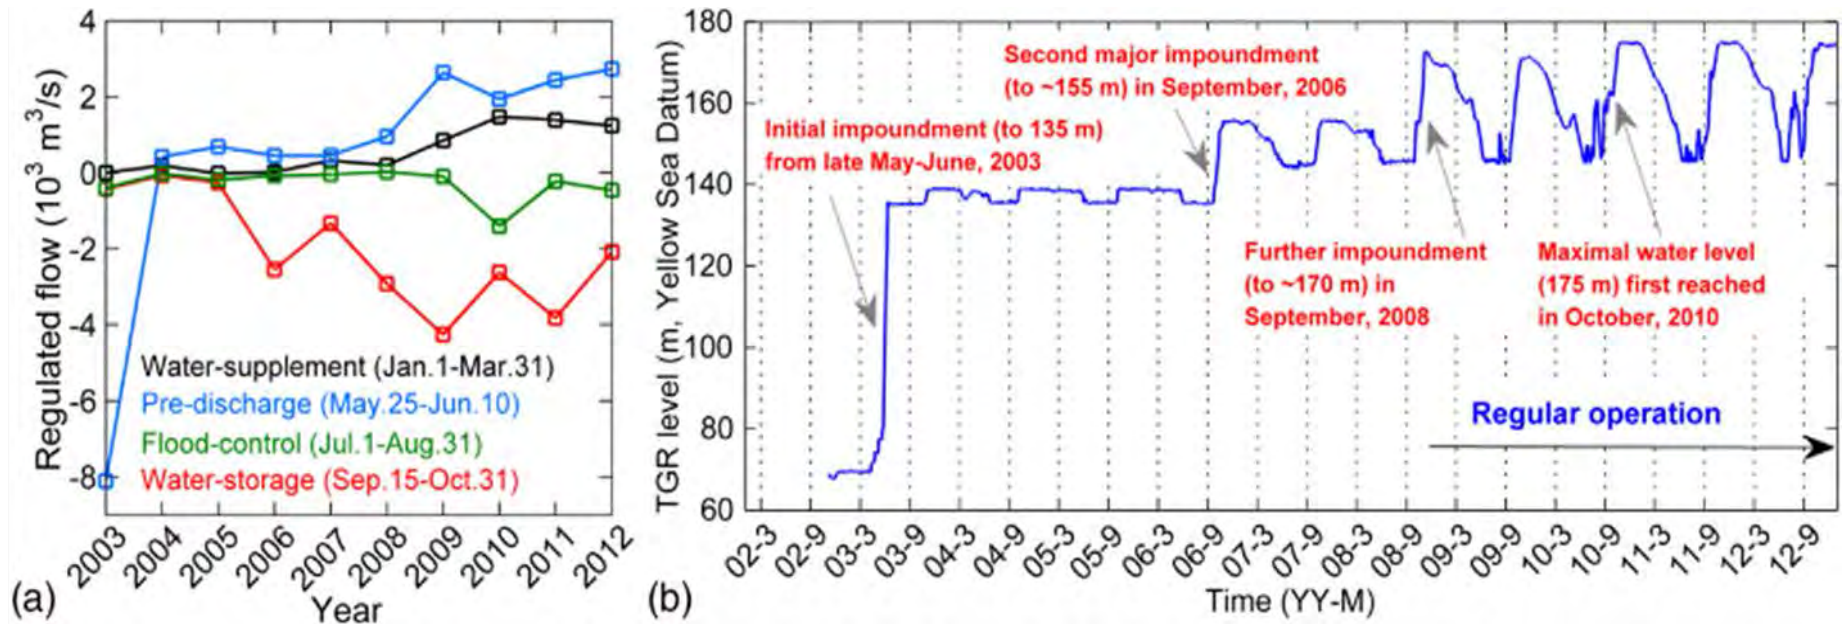 4
2
0
-2
-4
-6
-8
Regulated flow (10³ m³/s)
Water-supplement (Jan.1-Mar.31)
Pre-discharge (May.25-Jun.10)
Flood-control (Jul.1-Aug.31)
Water-storage (Sep.15-Oct.31)
2003 2004 2005 2006 2007 2008 2009 2010 2011 2012
Year
(a)
180
160
140
120
100
80
60
TGR level (m, Yellow Sea Datum)
Initial impoundment (to 135 m)
from late May-June, 2003
Second major impoundment
(to ~155 m) in September, 2006
Further impoundment
(to ~170 m) in
September, 2008
Maximal water level
(175 m) first reached
in October, 2010
Regular operation
02-3 02-9 03-3 03-9 04-3 04-9 05-3 05-9 06-3 06-9 07-3 07-9 08-3 08-9 09-3 09-9 10-3 10-9 11-3 11-9 12-3 12-9
Time (YY-M)
(b)